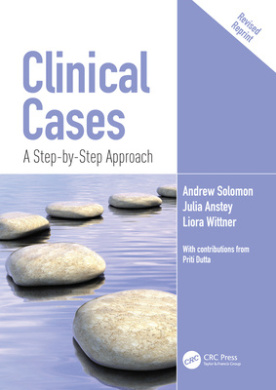 Revised
Reprint
Clinical
Cases
A Step-by-Step Approach
Andrew Solomon
Julia Anstey
Liora Wittner
With contributions from
Priti Dutta
CRC
CRC Press
Taylor & Francis Group